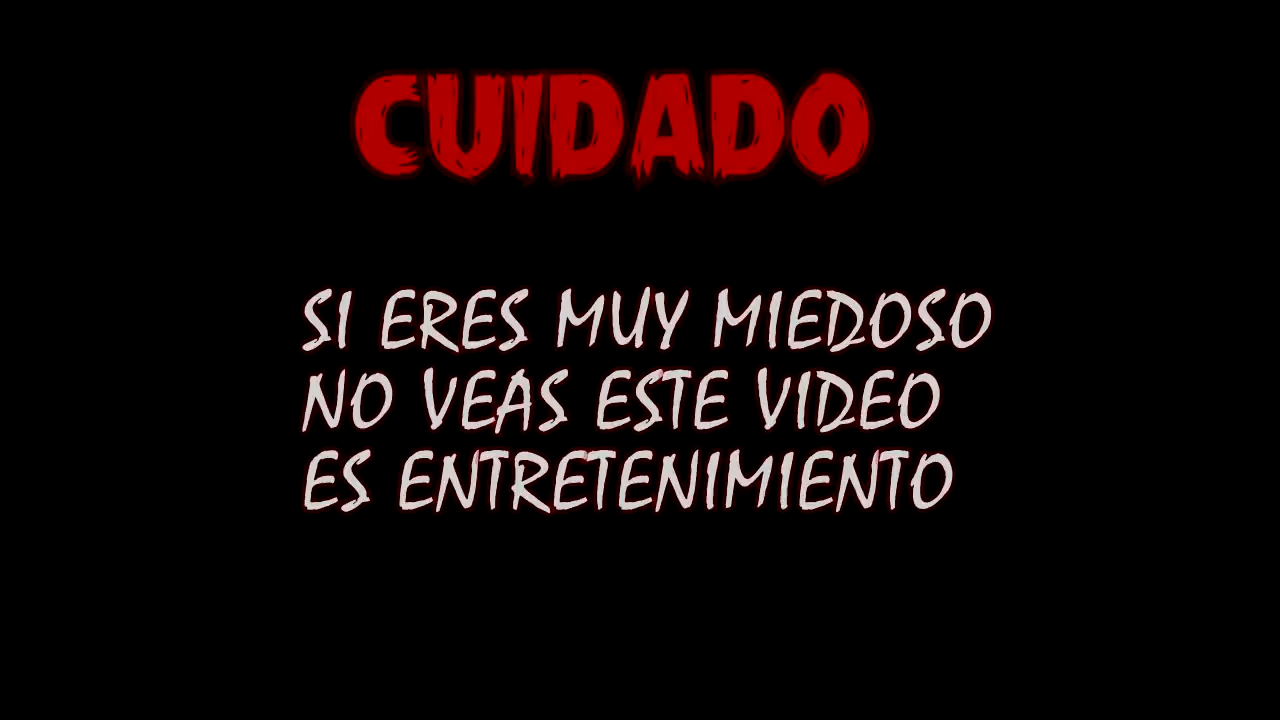 CUIDADO
SI ERES MUY MIEDOSO
NO VEAS ESTE VIDEO
ES ENTRETENIMIENTO